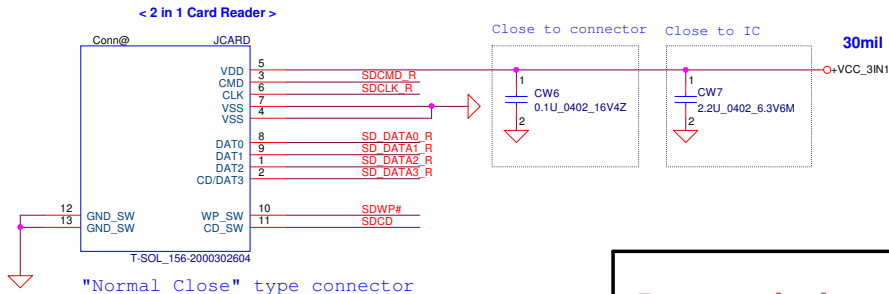 < 2 in 1 Card Reader >
Close to connector
Close to IC
30mil
Conn@
JCARD
VDD 5
CMD 3 SDCMD_R
CLK 6 SDCLK_R
VSS 7
VSS 4
DAT0 8 SD_DATA0_R
DAT1 9 SD_DATA1_R
DAT2 1 SD_DATA2_R
CD/DAT3 2 SD_DATA3_R
12 GND_SW WP_SW 10 SDWP#
13 GND_SW CD_SW 11 SDCD
T-SOL_156-2000302604
"Normal Close" type connector
1
CW6
0.1U_0402_16V4Z
2
1
CW7
2.2U_0402_6.3V6M
2
+VCC_3IN1